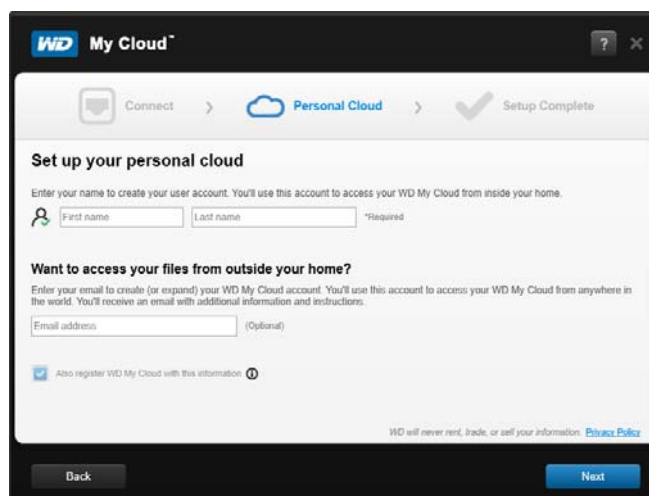 WD My Cloud™ ? ×
Connect > Personal Cloud > Setup Complete
Set up your personal cloud
Enter your name to create your user account. You'll use this account to access your WD My Cloud from inside your home.
First name Last name *Required
Want to access your files from outside your home?
Enter your email to create (or expand) your WD My Cloud account. You'll use this account to access your WD My Cloud from anywhere in
the world. You'll receive an email with additional information and instructions.
Email address (Optional)
Also register WD My Cloud with this information
WD will never rent, trade, or sell your information. Privacy Policy
Back Next